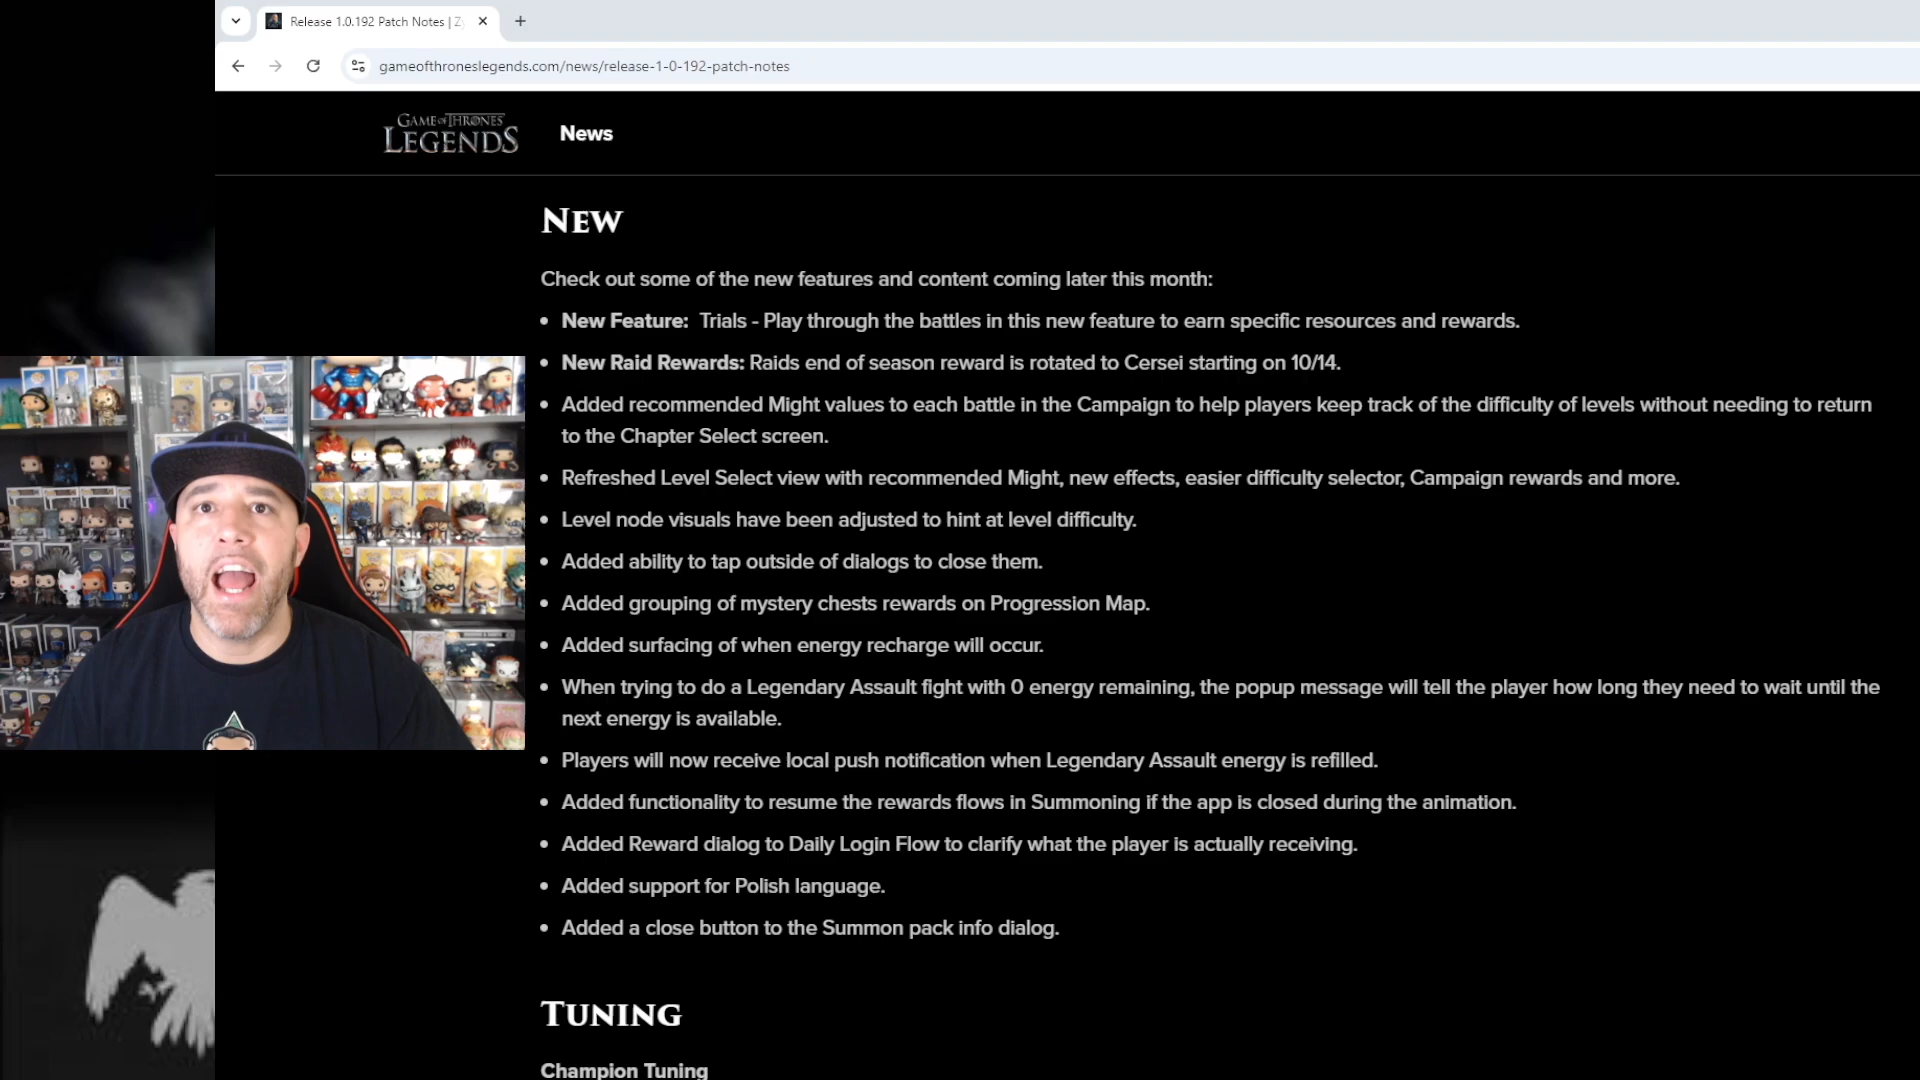 Release 1.0.192 Patch Notes | Zy
gameofthroneslegends.com/news/release-1-0-192-patch-notes
GAME OF THRONES
LEGENDS
News
NEW
Check out some of the new features and content coming later this month:
• New Feature: Trials - Play through the battles in this new feature to earn specific resources and rewards.
• New Raid Rewards: Raids end of season reward is rotated to Cersei starting on 10/14.
• Added recommended Might values to each battle in the Campaign to help players keep track of the difficulty of levels without needing to return
to the Chapter Select screen.
• Refreshed Level Select view with recommended Might, new effects, easier difficulty selector, Campaign rewards and more.
• Level node visuals have been adjusted to hint at level difficulty.
• Added ability to tap outside of dialogs to close them.
• Added grouping of mystery chests rewards on Progression Map.
• Added surfacing of when energy recharge will occur.
• When trying to do a Legendary Assault fight with 0 energy remaining, the popup message will tell the player how long they need to wait until the
next energy is available.
• Players will now receive local push notification when Legendary Assault energy is refilled.
• Added functionality to resume the rewards flows in Summoning if the app is closed during the animation.
• Added Reward dialog to Daily Login Flow to clarify what the player is actually receiving.
• Added support for Polish language.
• Added a close button to the Summon pack info dialog.
TUNING
Champion Tuning